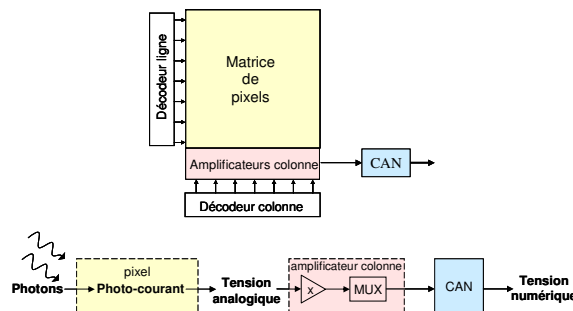 Décodeur ligne
Matrice
de
pixels
Amplificateurs colonne
CAN
Décodeur colonne
Photons
pixel
Photo-courant
Tension
analogique
amplificateur colonne
x
MUX
CAN
Tension
numérique